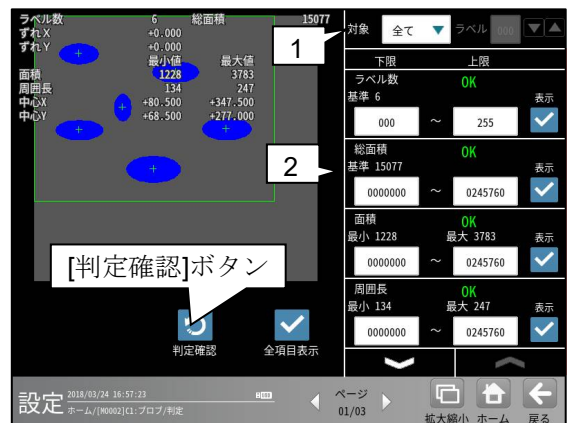 ラベル数 6 総面積 15077
ずれX +0.000
ずれY +0.000
最小値 最大値
面積 1228 3783
周囲長 134 247
中心X +80.500 +347.500
中心Y +68.500 +277.000
[判定確認]ボタン
判定確認 全項目表示
1
2
対象 全て ラベル 000
下限 上限
ラベル数 OK
基準 6 表示
000 ～ 255
総面積 OK
基準 15077 表示
0000000 ～ 0245760
面積 OK
最小 1228 最大 3783 表示
0000000 ～ 0245760
周囲長 OK
最小 134 最大 247 表示
0000000 ～ 0245760
設定 2018/03/24 16:57:23
ホーム/[M0002]C1:ブロブ/判定
ページ
01/03
拡大縮小 ホーム 戻る